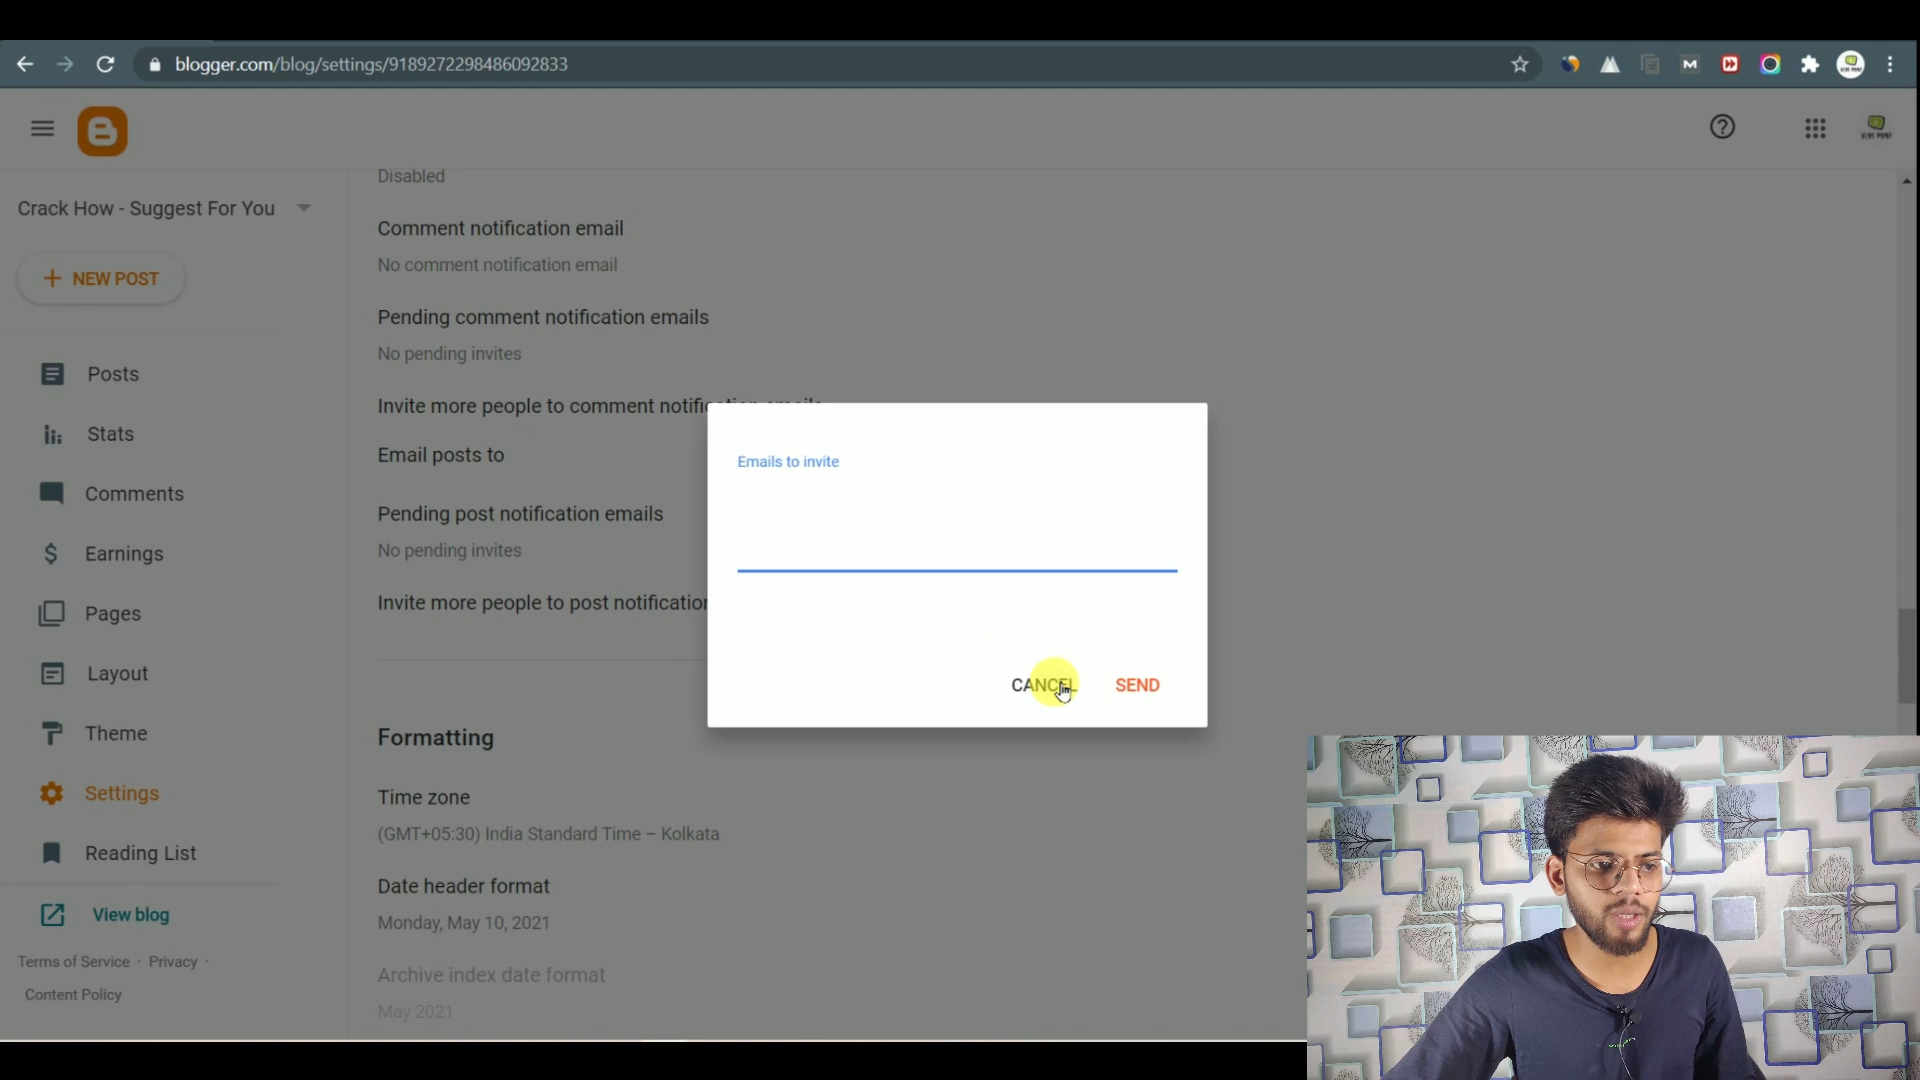 blogger.com/blog/settings/9189272298486092833
Crack How - Suggest For You
NEW POST
Posts
Stats
Comments
Earnings
Pages
Layout
Theme
Settings
Reading List
View blog
Terms of Service · Privacy ·
Content Policy
Disabled
Comment notification email
No comment notification email
Pending comment notification emails
No pending invites
Invite more people to comment notification emails
Email posts to
Pending post notification emails
No pending invites
Invite more people to post notification
Formatting
Time zone
(GMT+05:30) India Standard Time – Kolkata
Date header format
Monday, May 10, 2021
Archive index date format
May 2021
Emails to invite
CANCEL
SEND